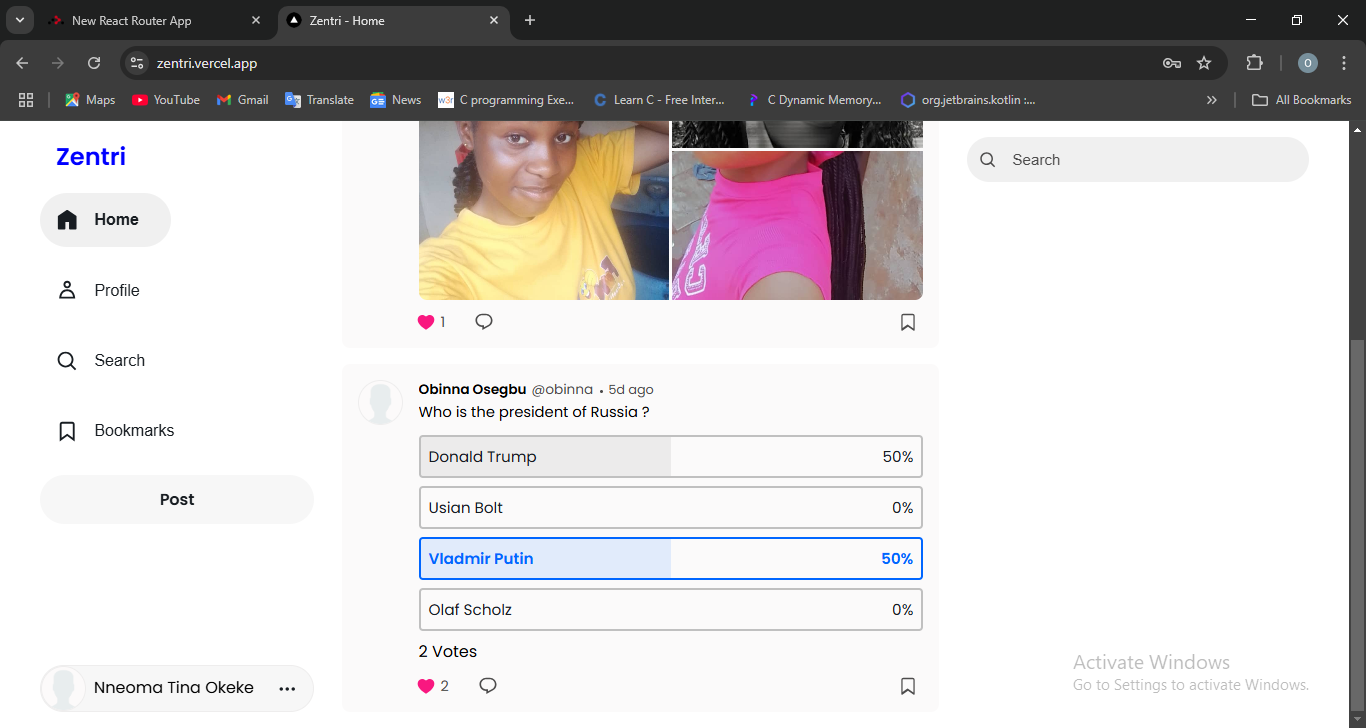 New React Router App
Zentri - Home
zentri.vercel.app
O
Maps
YouTube
Gmail
Translate
News
w3r
C programming Exe...
Learn C - Free Inter...
C Dynamic Memory...
org.jetbrains.kotlin :...
»
All Bookmarks
Zentri
Home
Profile
Search
Bookmarks
Post
Nneoma Tina Okeke
1
Obinna Osegbu @obinna • 5d ago
Who is the president of Russia ?
Donald Trump 50%
Usian Bolt 0%
Vladmir Putin 50%
Olaf Scholz 0%
2 Votes
2
Search
Activate Windows
Go to Settings to activate Windows.